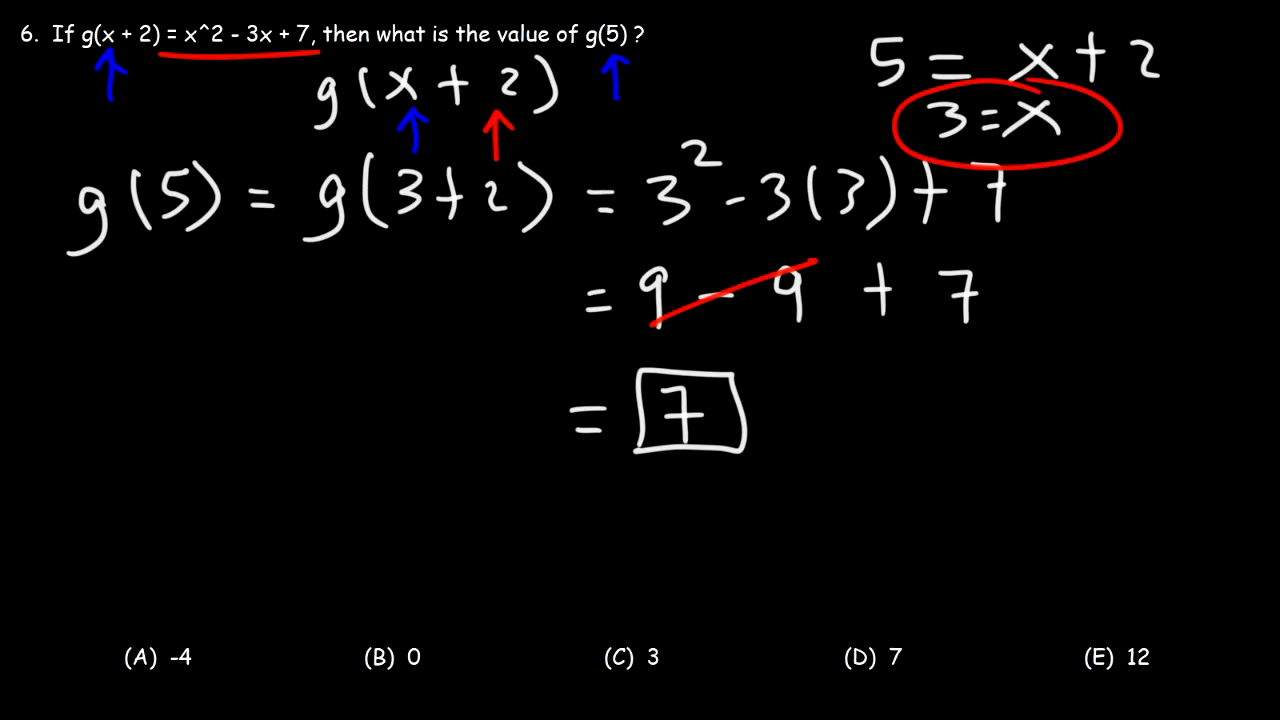 6. If g(x + 2) = x^2 - 3x + 7, then what is the value of g(5) ?
5 = x + 2
g(x + 2)
3 = x
g(5) = g(3+2) = 3² - 3(3) + 7
= 9 - 9 + 7
= 7
(A) -4 (B) 0 (C) 3 (D) 7 (E) 12